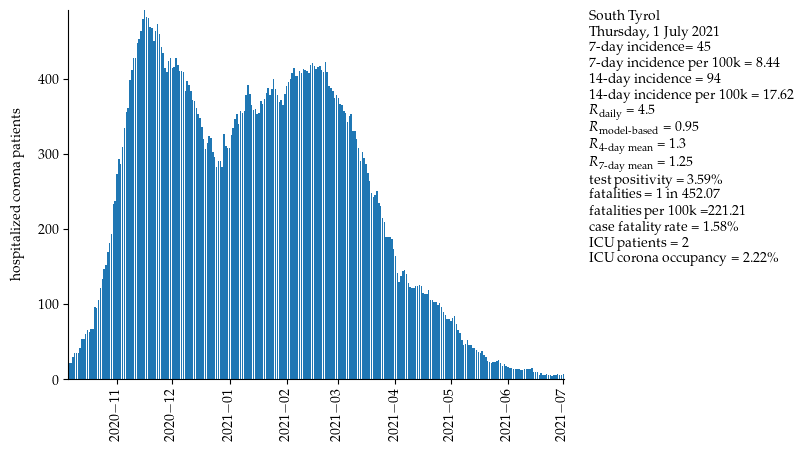 South Tyrol
Thursday, 1 July 2021
7-day incidence= 45
7-day incidence per 100k = 8.44
14-day incidence = 94
14-day incidence per 100k = 17.62
R daily = 4.5
R model-based = 0.95
R 4-day mean = 1.3
R 7-day mean = 1.25
test positivity = 3.59%
fatalities = 1 in 452.07
fatalities per 100k =221.21
case fatality rate = 1.58%
ICU patients = 2
ICU corona occupancy = 2.22%
hospitalized corona patients
400
300
200
100
0
2020−11
2020−12
2021−01
2021−02
2021−03
2021−04
2021−05
2021−06
2021−07